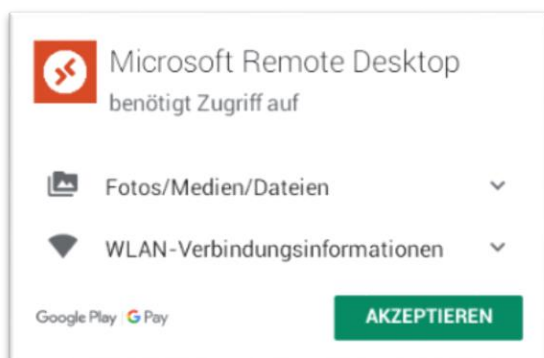 Microsoft Remote Desktop
benötigt Zugriff auf
Fotos/Medien/Dateien
WLAN-Verbindungsinformationen
Google Play | G Pay
AKZEPTIEREN